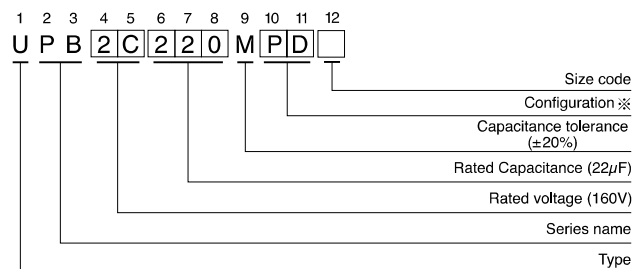 1 2 3 4 5 6 7 8 9 10 11 12
U P B 2 C 2 2 0 M P D
Size code
Configuration ※
Capacitance tolerance
(±20%)
Rated Capacitance (22µF)
Rated voltage (160V)
Series name
Type